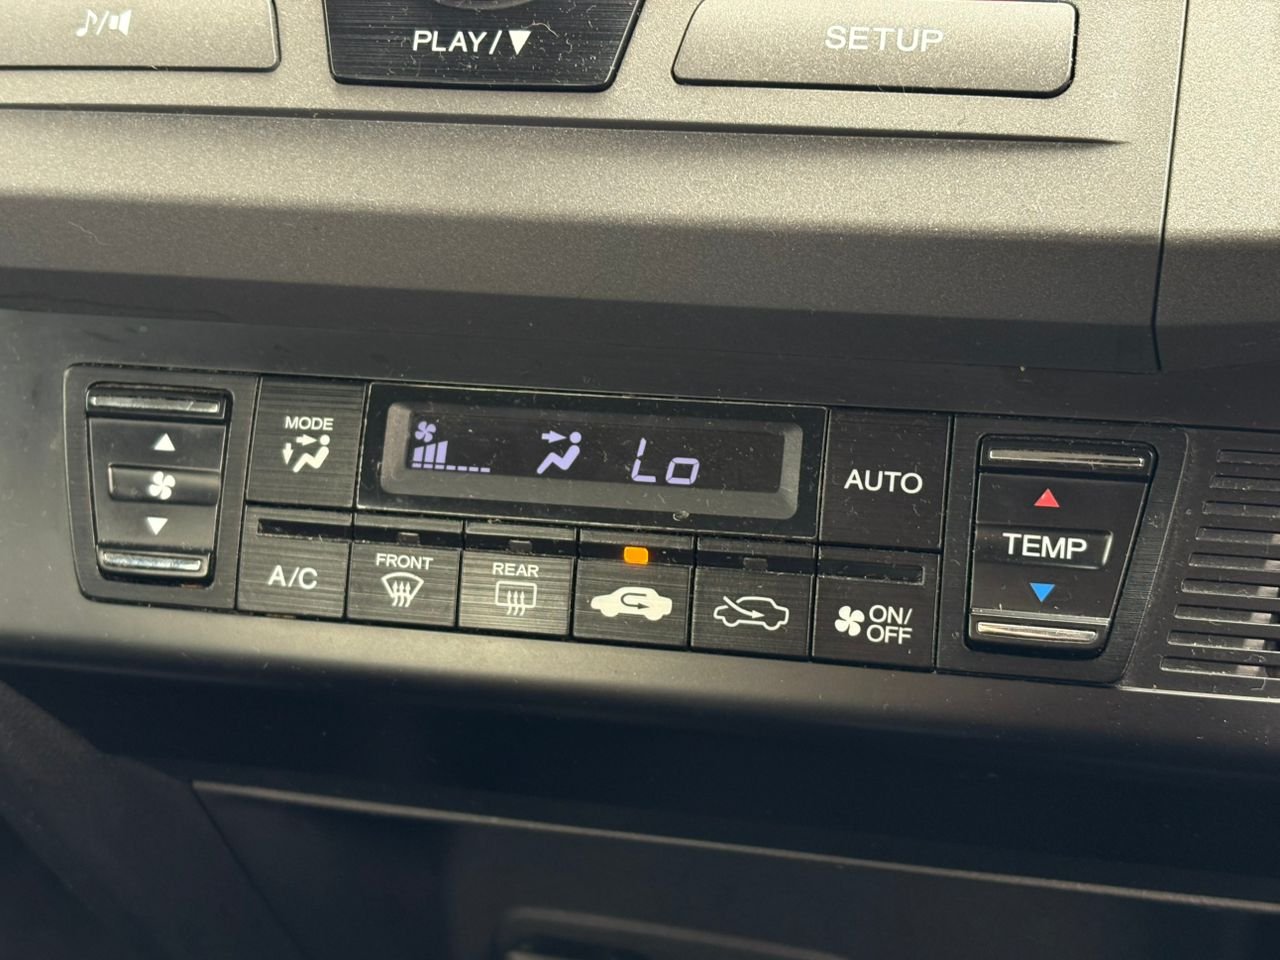 PLAY/▼
SETUP
MODE
Lo
AUTO
TEMP
A/C
FRONT
REAR
ON/
OFF